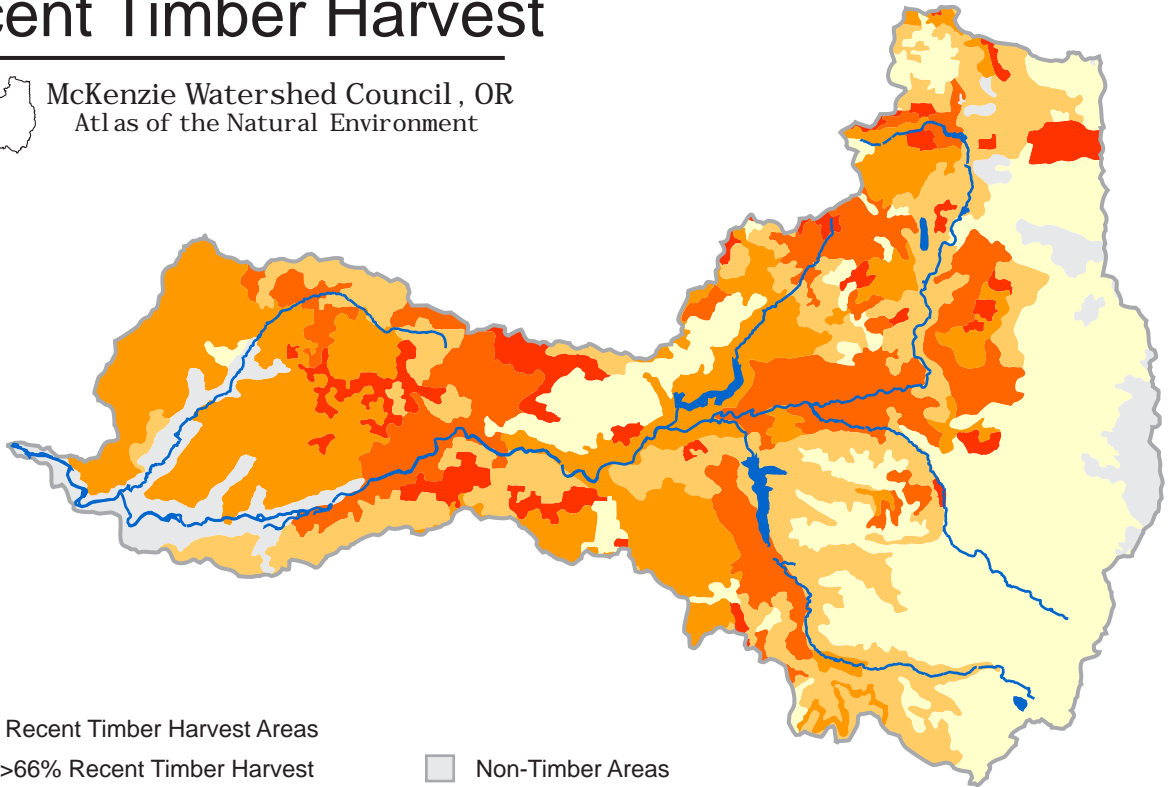 cent Timber Harvest
McKenzie Watershed Council, OR
Atlas of the Natural Environment
Recent Timber Harvest Areas
>66% Recent Timber Harvest
Non-Timber Areas